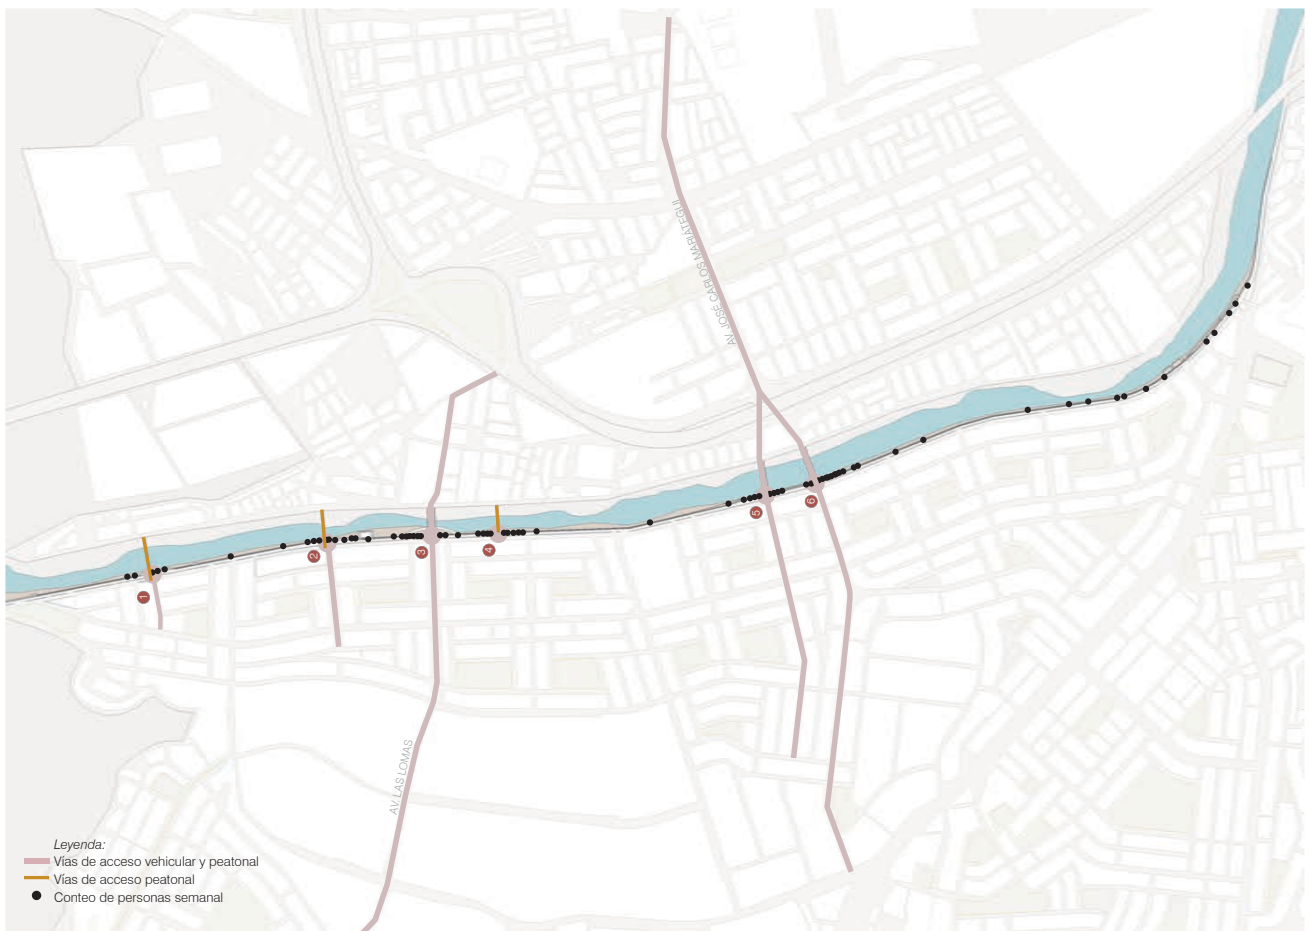 AV. JOSÉ CARLOS MARIÁTEGUI
5
6
2
3
4
1
AV. LAS LOMAS
Leyenda:
Vías de acceso vehicular y peatonal
Vías de acceso peatonal
Conteo de personas semanal